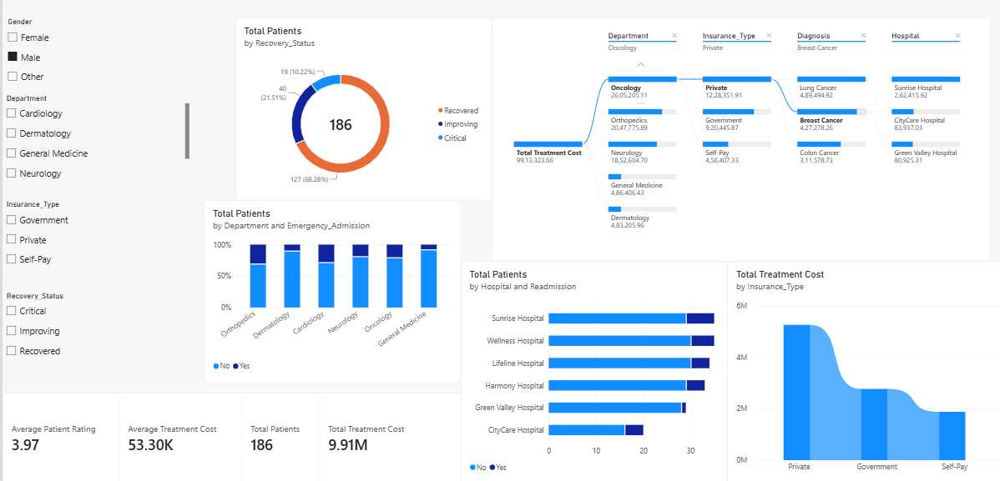 Gender
Female
Male
Other
Department
Cardiology
Dermatology
General Medicine
Neurology
Insurance_Type
Government
Private
Self-Pay
Recovery_Status
Critical
Improving
Recovered
Total Patients
by Recovery_Status
19 (10.22%)
40
(21.51%)
186
127 (68.28%)
Recovered
Improving
Critical
Department
Oncology
Insurance_Type
Private
Diagnosis
Breast Cancer
Hospital
Total Treatment Cost
99,13,323.66
Oncology
26,05,205.11
Orthopedics
20,47,775.89
Neurology
18,52,604.70
General Medicine
4,86,406.43
Dermatology
4,83,205.96
Private
12,28,351.91
Government
9,20,445.87
Self-Pay
4,56,407.33
Lung Cancer
4,89,494.92
Breast Cancer
4,27,278.26
Colon Cancer
3,11,578.73
Sunrise Hospital
2,62,415.92
CityCare Hospital
83,937.03
Green Valley Hospital
80,925.31
Total Patients
by Department and Emergency_Admission
100%
50%
0%
Orthopedics
Dermatology
Cardiology
Neurology
Oncology
General Medicine
No Yes
Total Patients
by Hospital and Readmission
Sunrise Hospital
Wellness Hospital
Lifeline Hospital
Harmony Hospital
Green Valley Hospital
CityCare Hospital
0 10 20 30
No Yes
Total Treatment Cost
by Insurance_Type
6M
4M
2M
0M
Private Government Self-Pay
Average Patient Rating
3.97
Average Treatment Cost
53.30K
Total Patients
186
Total Treatment Cost
9.91M